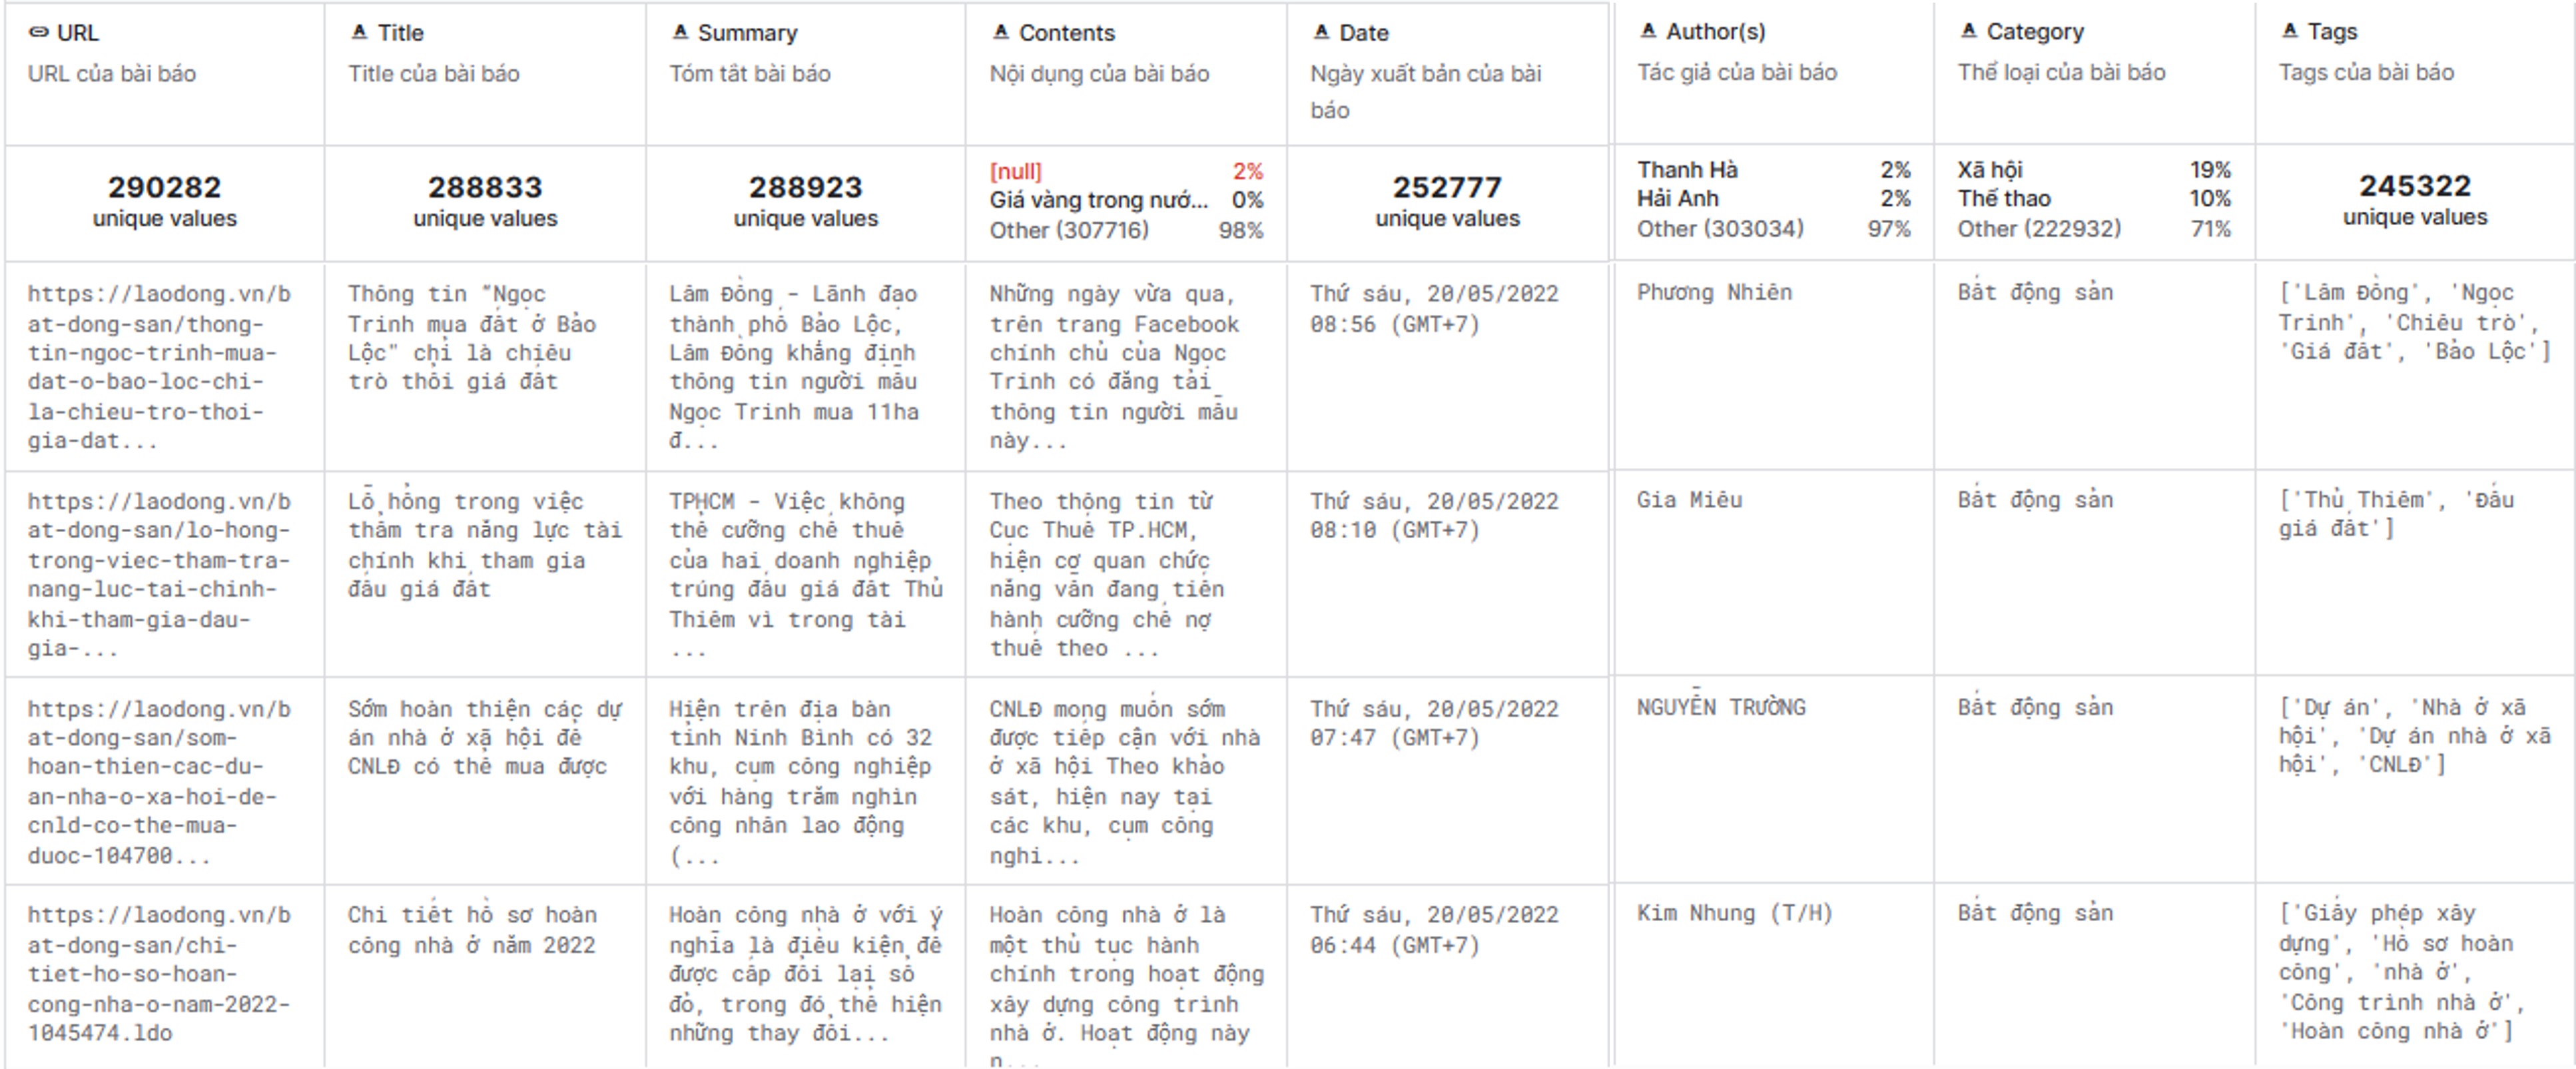 URL
URL của bài báo
Title
Title của bài báo
Summary
Tóm tắt bài báo
Contents
Nội dung của bài báo
Date
Ngày xuất bản của bài
báo
Author(s)
Tác giả của bài báo
Category
Thể loại của bài báo
Tags
Tags của bài báo
290282
unique values
288833
unique values
288923
unique values
[null] 2%
Giá vàng trong nướ... 0%
Other (307716) 98%
252777
unique values
Thanh Hà 2%
Hải Anh 2%
Other (303034) 97%
Xã hội 19%
Thể thao 10%
Other (222932) 71%
245322
unique values
https://laodong.vn/b
at-dong-san/thong-
tin-ngoc-trinh-mua-
dat-o-bao-loc-chi-
la-chieu-tro-thoi-
gia-dat...
Thông tin "Ngọc
Trinh mua đất ở Bảo
Lộc" chỉ là chiêu
trò thổi giá đất
Lâm Đồng - Lãnh đạo
thành phố Bảo Lộc,
Lâm Đồng khẳng định
thông tin người mẫu
Ngọc Trinh mua 11ha
đ...
Những ngày vừa qua,
trên trang Facebook
chính chủ của Ngọc
Trinh có đăng tải
thông tin người mẫu
này...
Thứ sáu, 20/05/2022
08:56 (GMT+7)
Phương Nhiên
Bất động sản
['Lâm Đồng', 'Ngọc
Trinh', 'Chiêu trò',
'Giá đất', 'Bảo Lộc']
https://laodong.vn/b
at-dong-san/lo-hong-
trong-viec-tham-tra-
nang-luc-tai-chinh-
khi-tham-gia-dau-
gia-...
Lỗ hổng trong việc
thẩm tra năng lực tài
chính khi tham gia
đấu giá đất
TPHCM - Việc không
thể cưỡng chế thuế
của hai doanh nghiệp
trúng đấu giá đất Thủ
Thiêm vì trong tài
...
Theo thông tin từ
Cục Thuế TP.HCM,
hiện cơ quan chức
năng vẫn đang tiến
hành cưỡng chế nợ
thuế theo ...
Thứ sáu, 20/05/2022
08:10 (GMT+7)
Gia Miêu
Bất động sản
['Thủ Thiêm', 'Đấu
giá đất']
https://laodong.vn/b
at-dong-san/som-
hoan-thien-cac-du-
an-nha-o-xa-hoi-de-
cnld-co-the-mua-
duoc-104700...
Sớm hoàn thiện các dự
án nhà ở xã hội để
CNLĐ có thể mua được
Hiện trên địa bàn
tỉnh Ninh Bình có 32
khu, cụm công nghiệp
với hàng trăm nghìn
công nhân lao động
(...
CNLĐ mong muốn sớm
được tiếp cận với nhà
ở xã hội Theo khảo
sát, hiện nay tại
các khu, cụm công
nghi...
Thứ sáu, 20/05/2022
07:47 (GMT+7)
NGUYỄN TRƯỜNG
Bất động sản
['Dự án', 'Nhà ở xã
hội', 'Dự án nhà ở xã
hội', 'CNLĐ']
https://laodong.vn/b
at-dong-san/chi-
tiet-ho-so-hoan-
cong-nha-o-nam-2022-
1045474.ldo
Chi tiết hồ sơ hoàn
công nhà ở năm 2022
Hoàn công nhà ở với ý
nghĩa là điều kiện để
được cấp đổi lại sổ
đỏ, trong đó thể hiện
những thay đổi...
Hoàn công nhà ở là
một thủ tục hành
chính trong hoạt động
xây dựng công trình
nhà ở. Hoạt động này
n...
Thứ sáu, 20/05/2022
06:44 (GMT+7)
Kim Nhung (T/H)
Bất động sản
['Giấy phép xây
dựng', 'Hồ sơ hoàn
công', 'nhà ở',
'Công trình nhà ở',
'Hoàn công nhà ở']